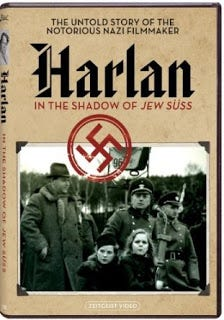 THE UNTOLD STORY OF THE
NOTORIOUS NAZI FILMMAKER
Harlan
IN THE SHADOW OF JEW SÜSS
Harlan
IN THE SHADOW OF JEW SÜSS
ZEITGEIST VIDEO